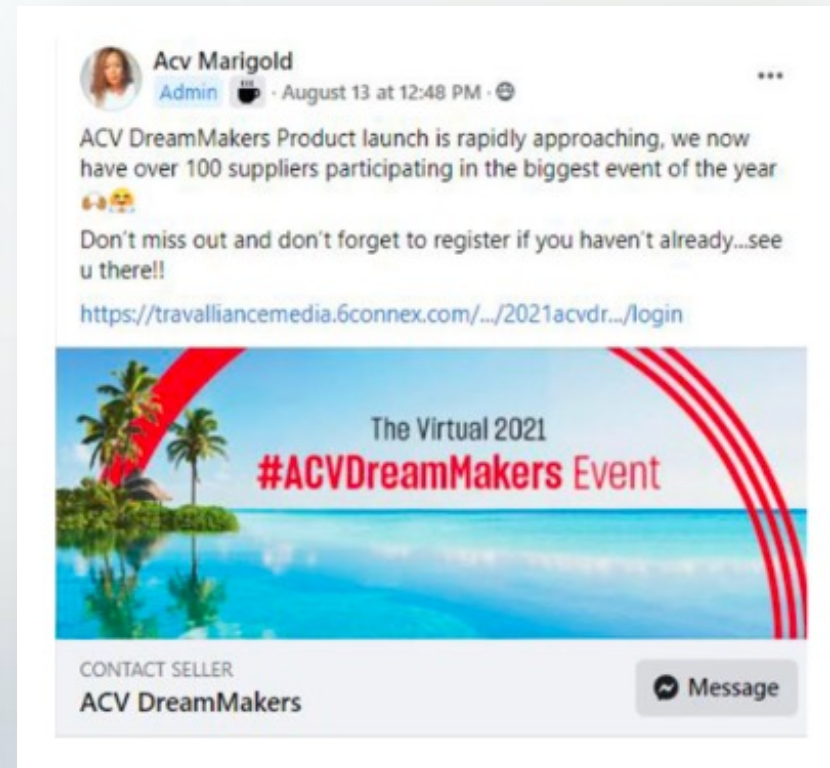 Acv Marigold
Admin · August 13 at 12:48 PM ·
ACV DreamMakers Product launch is rapidly approaching, we now
have over 100 suppliers participating in the biggest event of the year
Don't miss out and don't forget to register if you haven't already...see
u there!!
https://travalliancemedia.6connex.com/.../2021acvdr.../login
The Virtual 2021
#ACVDreamMakers Event
CONTACT SELLER
ACV DreamMakers
Message